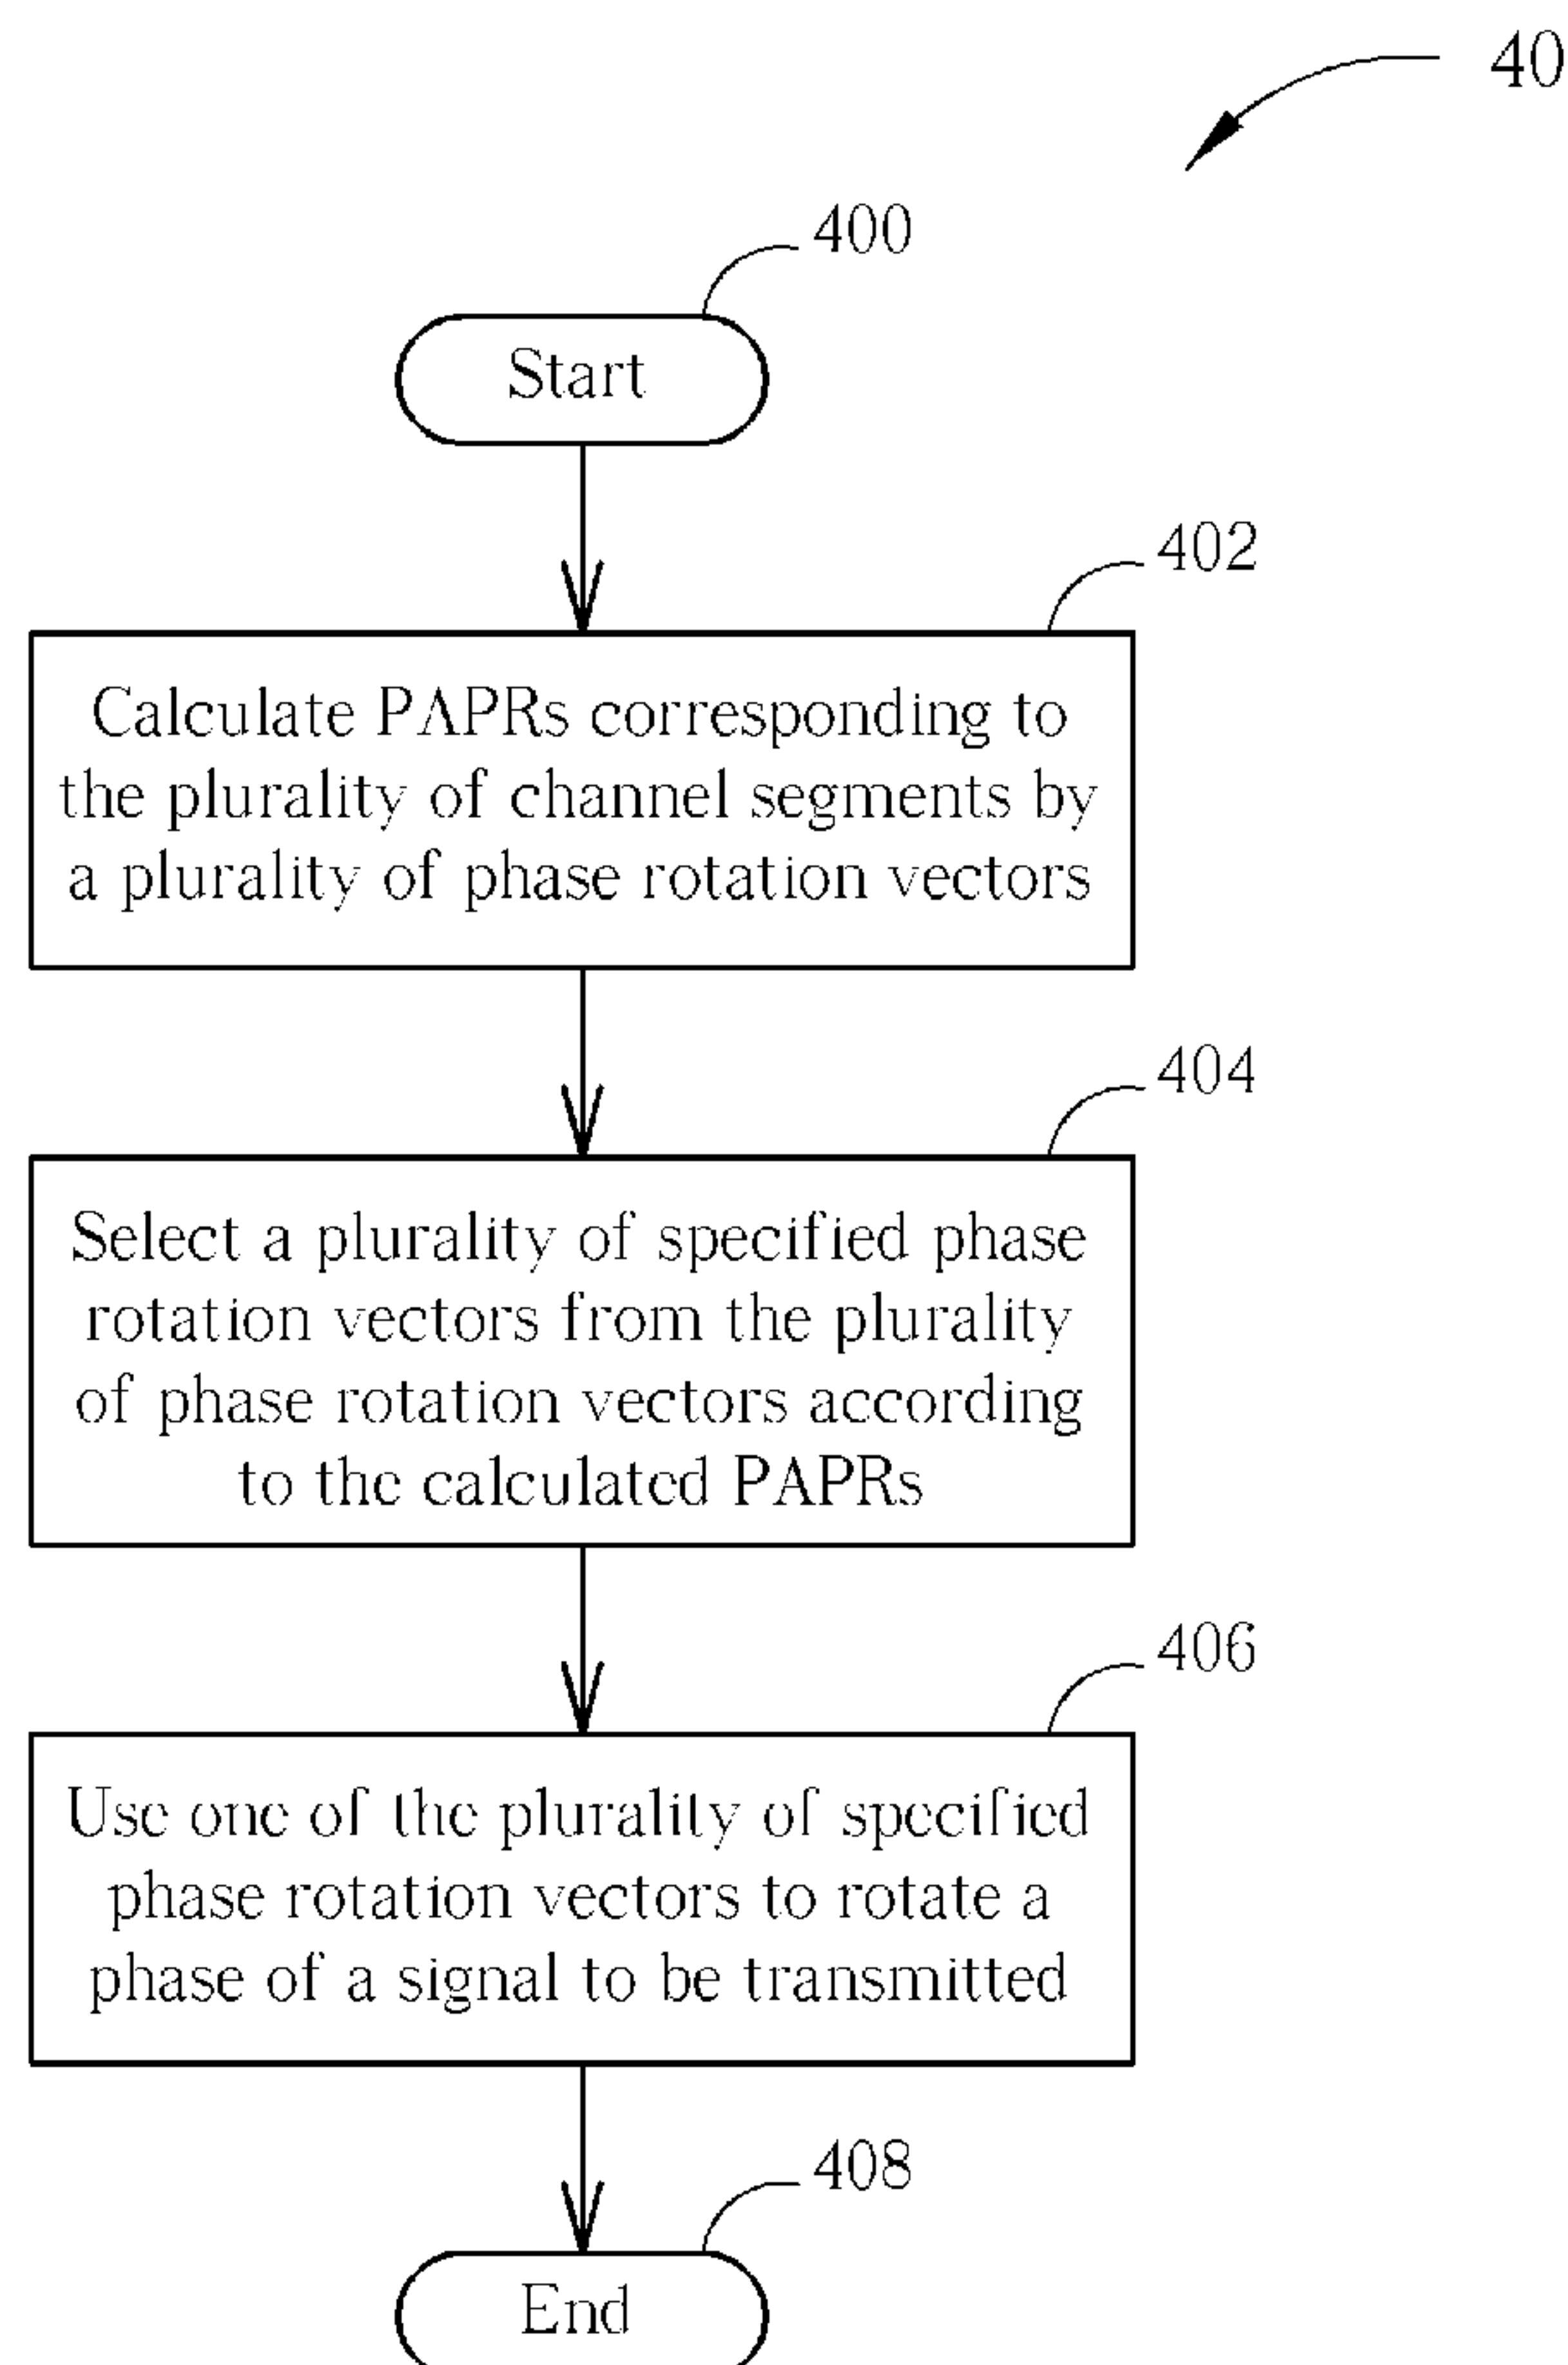 40
400
Start
402
Calculate PAPRs corresponding to
the plurality of channel segments by
a plurality of phase rotation vectors
404
Select a plurality of specified phase
rotation vectors from the plurality
of phase rotation vectors according
to the calculated PAPRs
406
Use one of the plurality of specified
phase rotation vectors to rotate a
phase of a signal to be transmitted
408
End